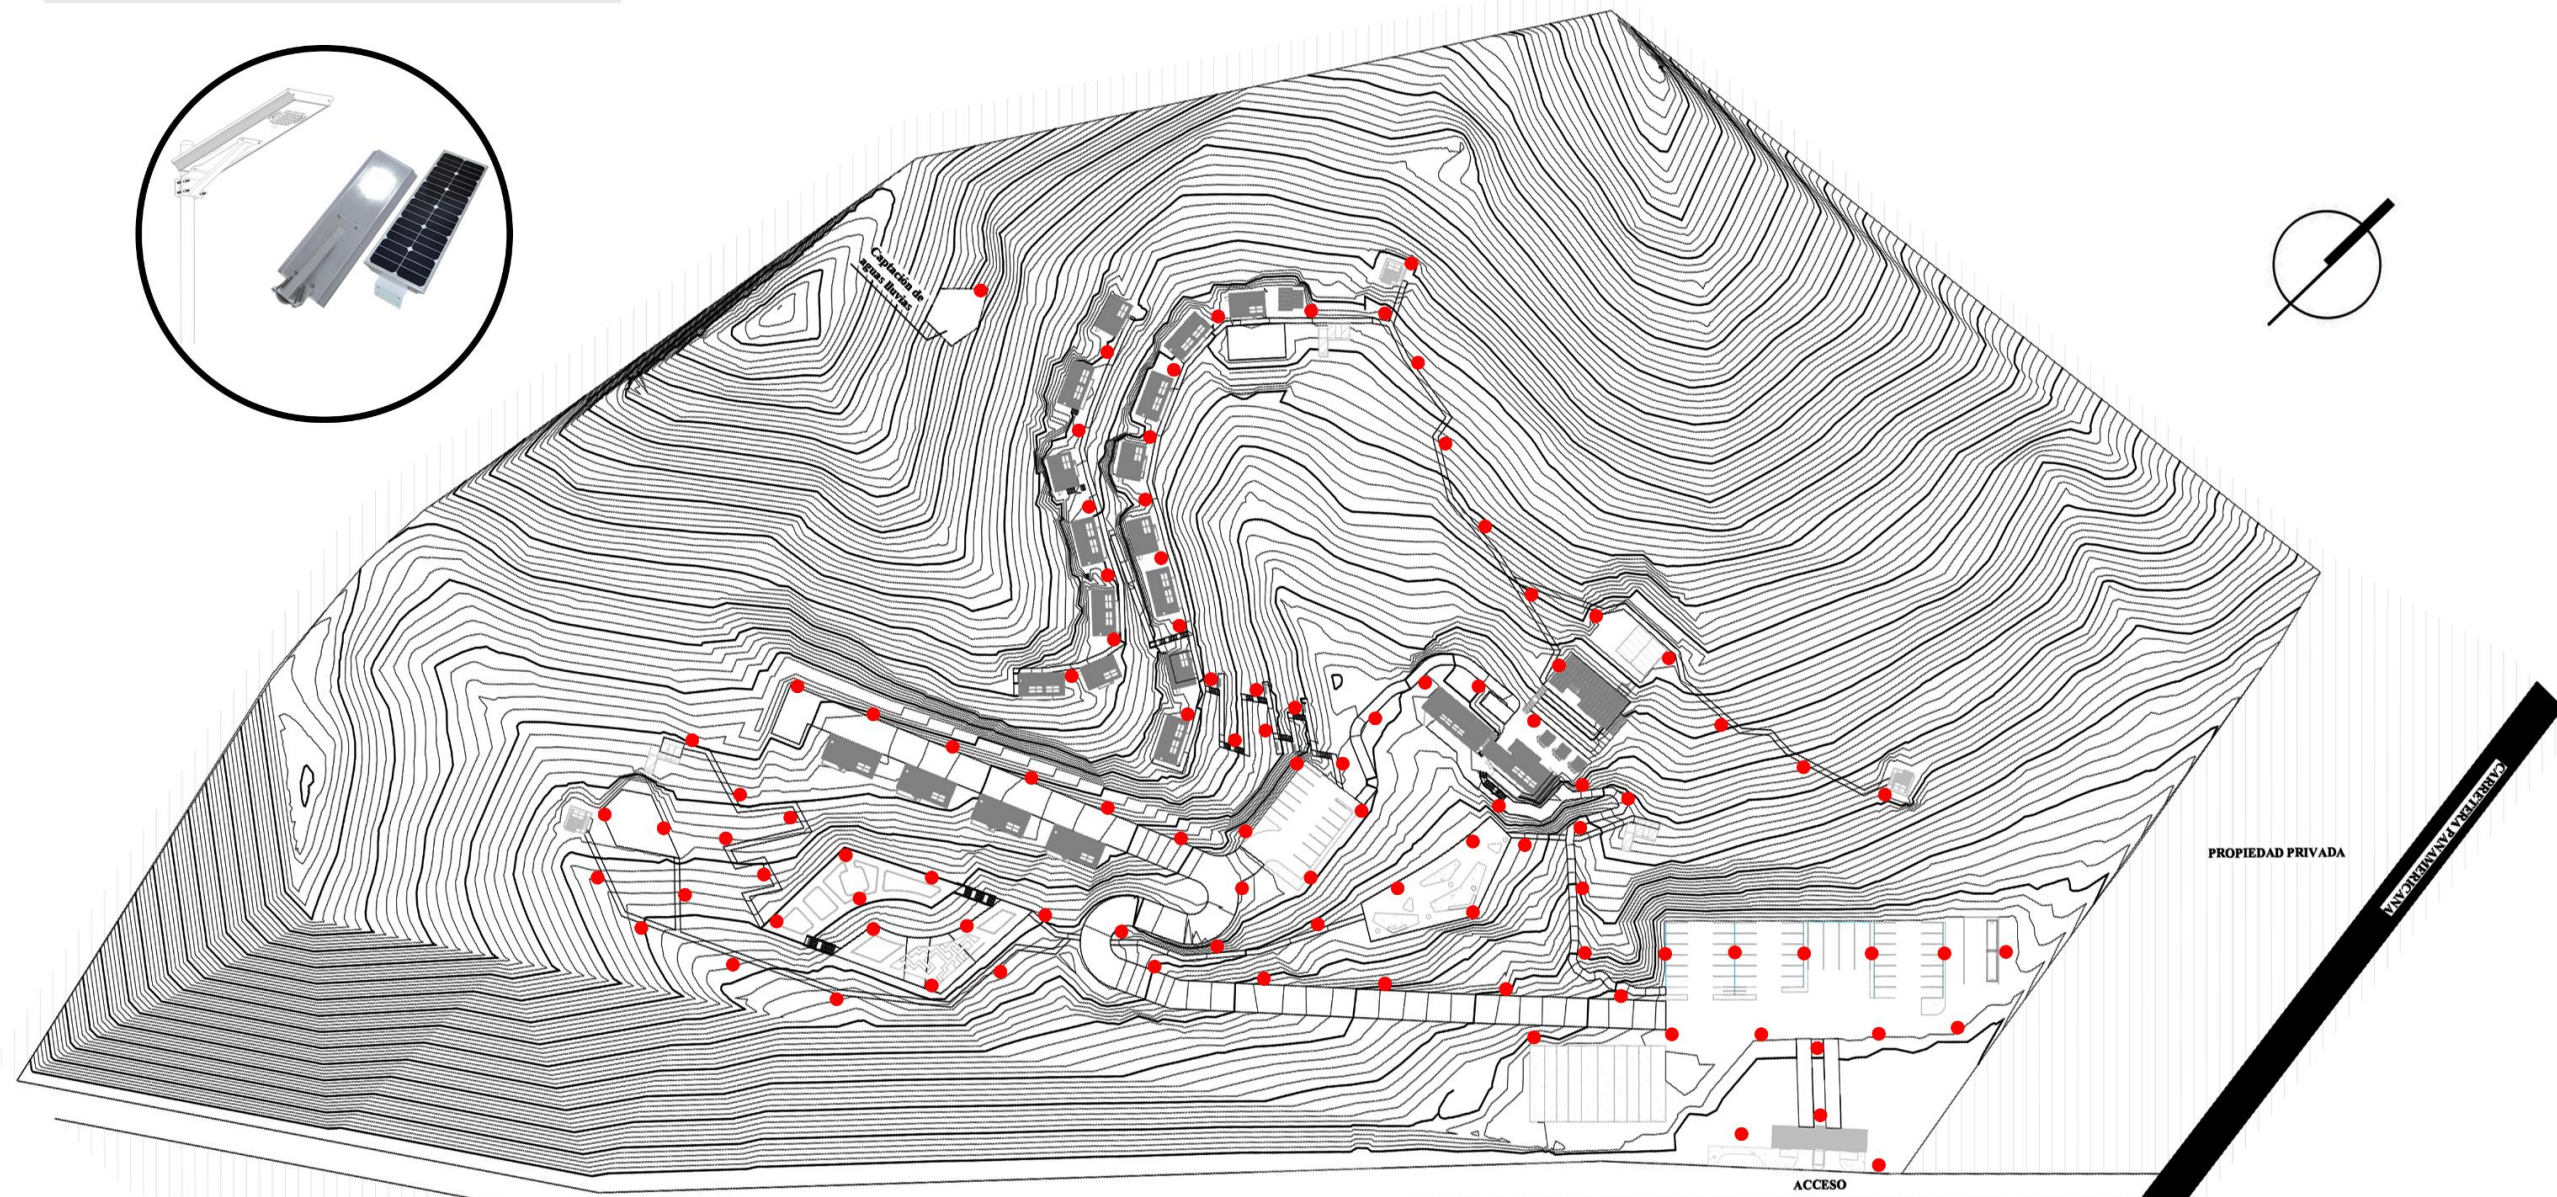 Captación de
aguas lluvias
PROPIEDAD PRIVADA
CARRETERA PANAMERICANA
ACCESO